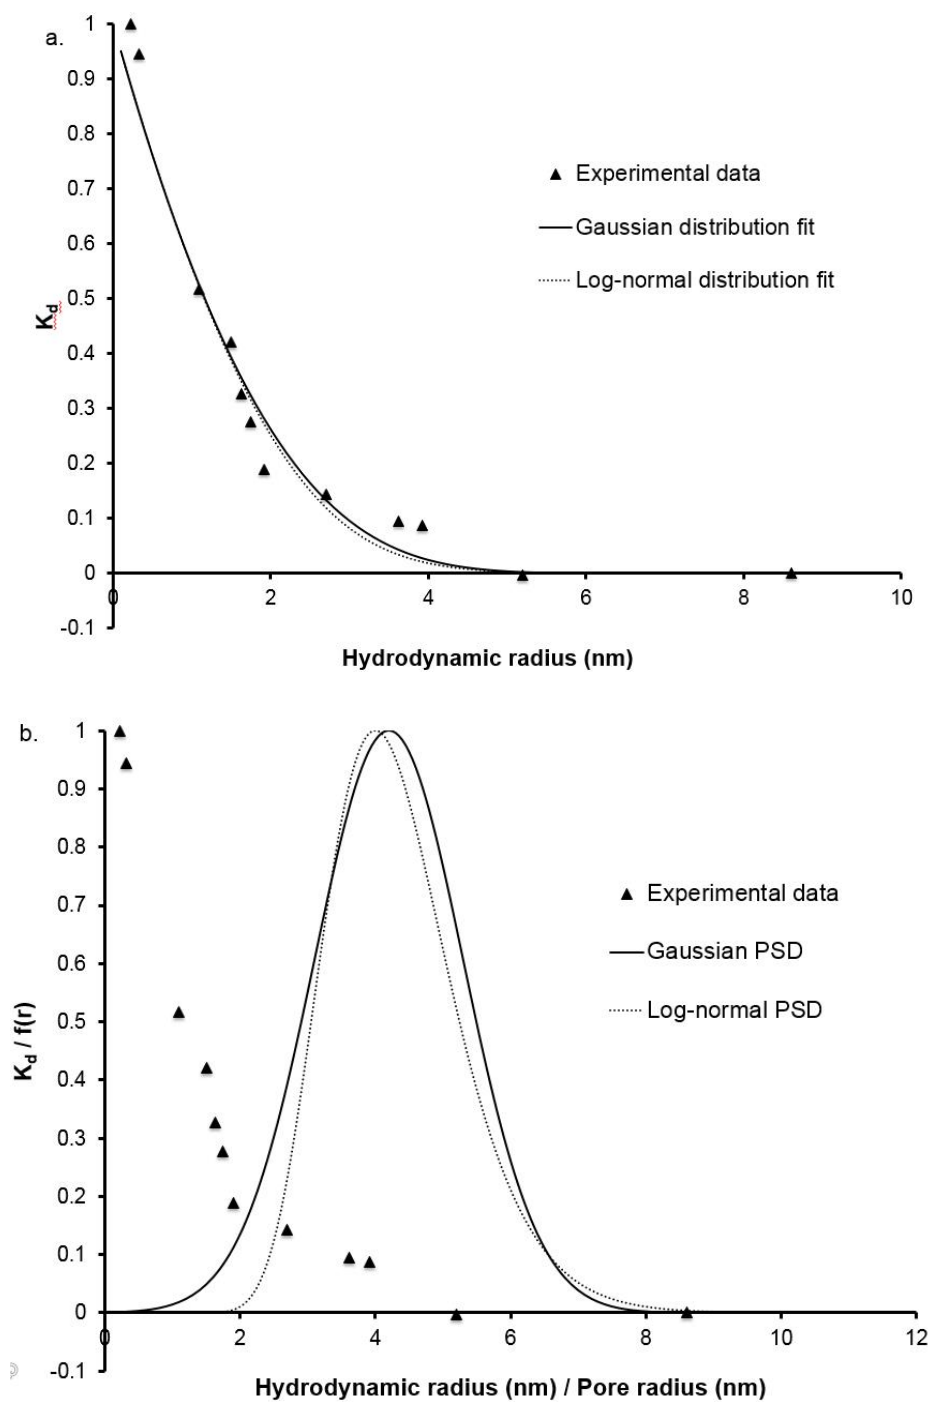 a.
1
0.9
0.8
0.7
0.6
0.5
0.4
0.3
0.2
0.1
0
-0.1
Kd
Experimental data
Gaussian distribution fit
Log-normal distribution fit
0 2 4 6 8 10
Hydrodynamic radius (nm)
b.
1
0.9
0.8
0.7
0.6
0.5
0.4
0.3
0.2
0.1
0
-0.1
Kd / f(r)
Experimental data
Gaussian PSD
Log-normal PSD
0 2 4 6 8 10 12
Hydrodynamic radius (nm) / Pore radius (nm)